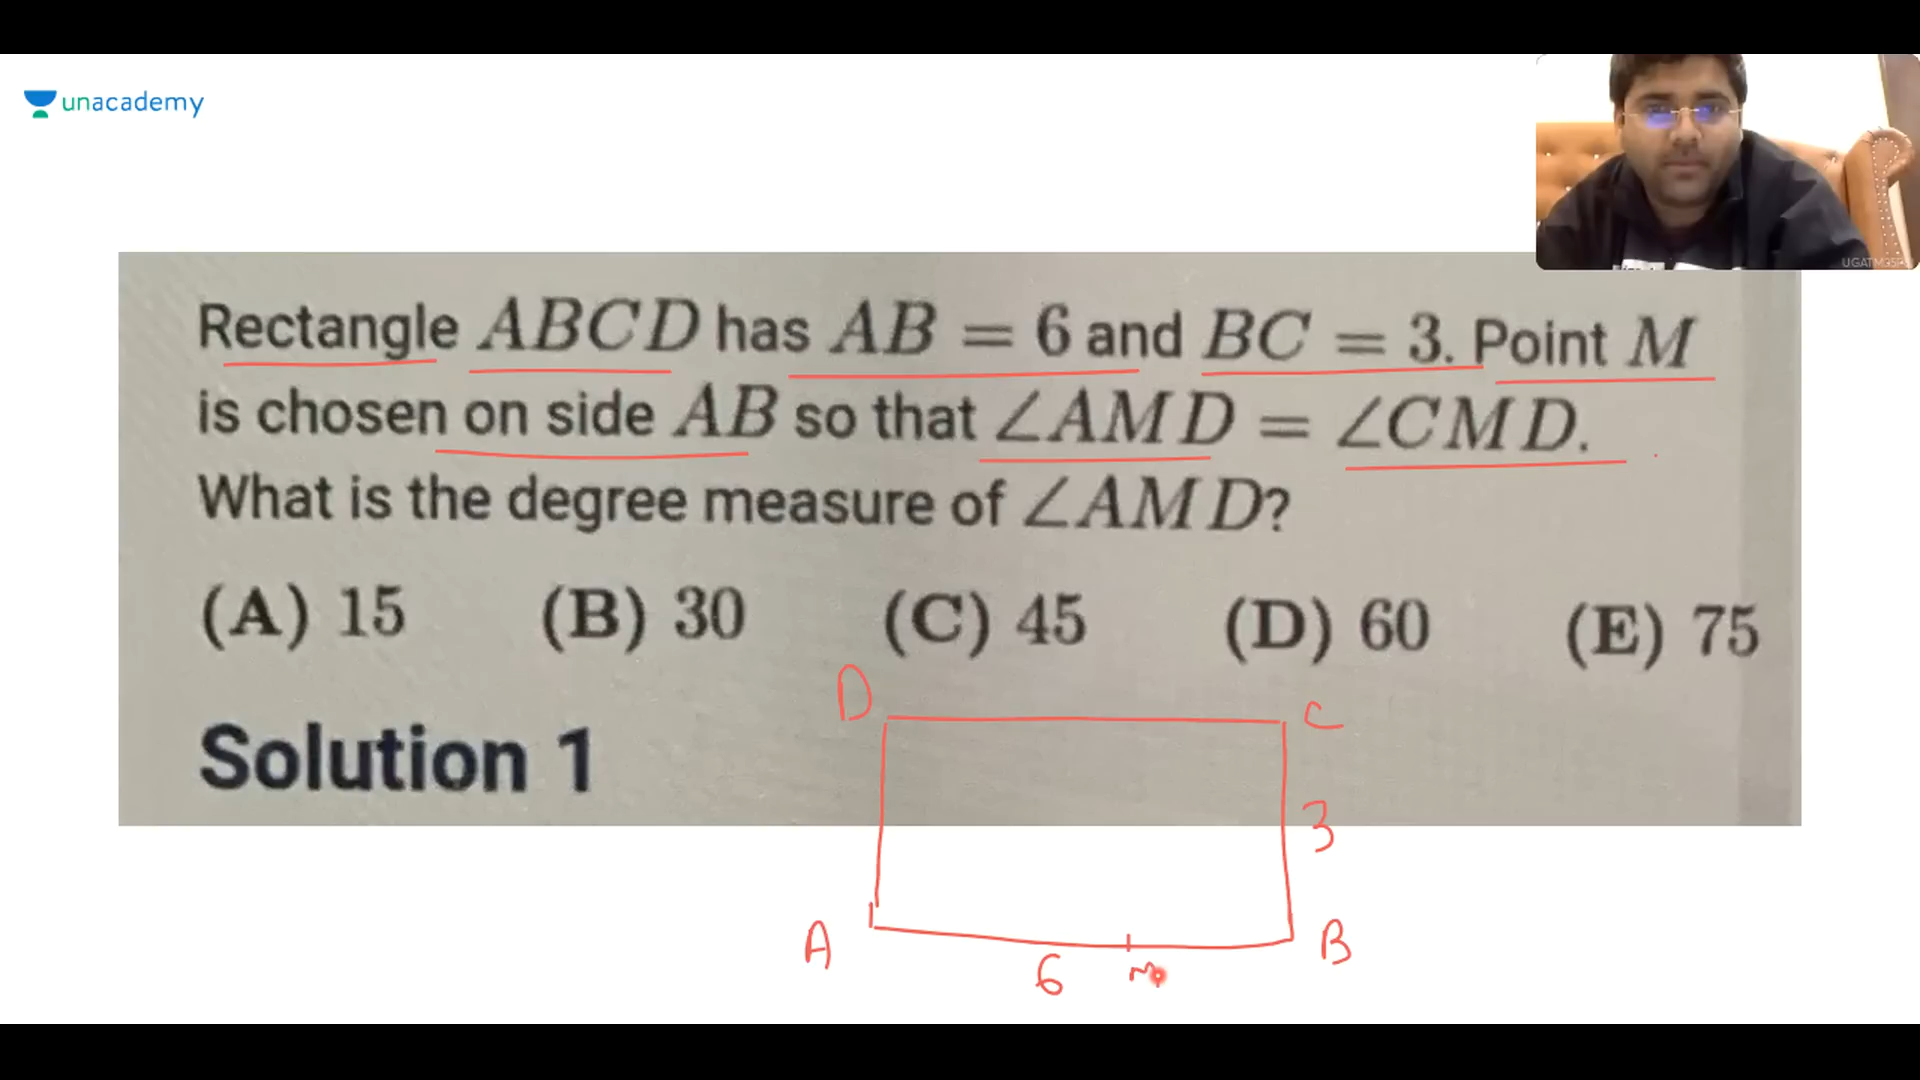 unacademy
UGATM35PSI
Rectangle ABCD has AB = 6 and BC = 3. Point M
is chosen on side AB so that ∠AMD = ∠CMD.
What is the degree measure of ∠AMD?
(A) 15 (B) 30 (C) 45 (D) 60 (E) 75
Solution 1
D C
3
A B
6 M